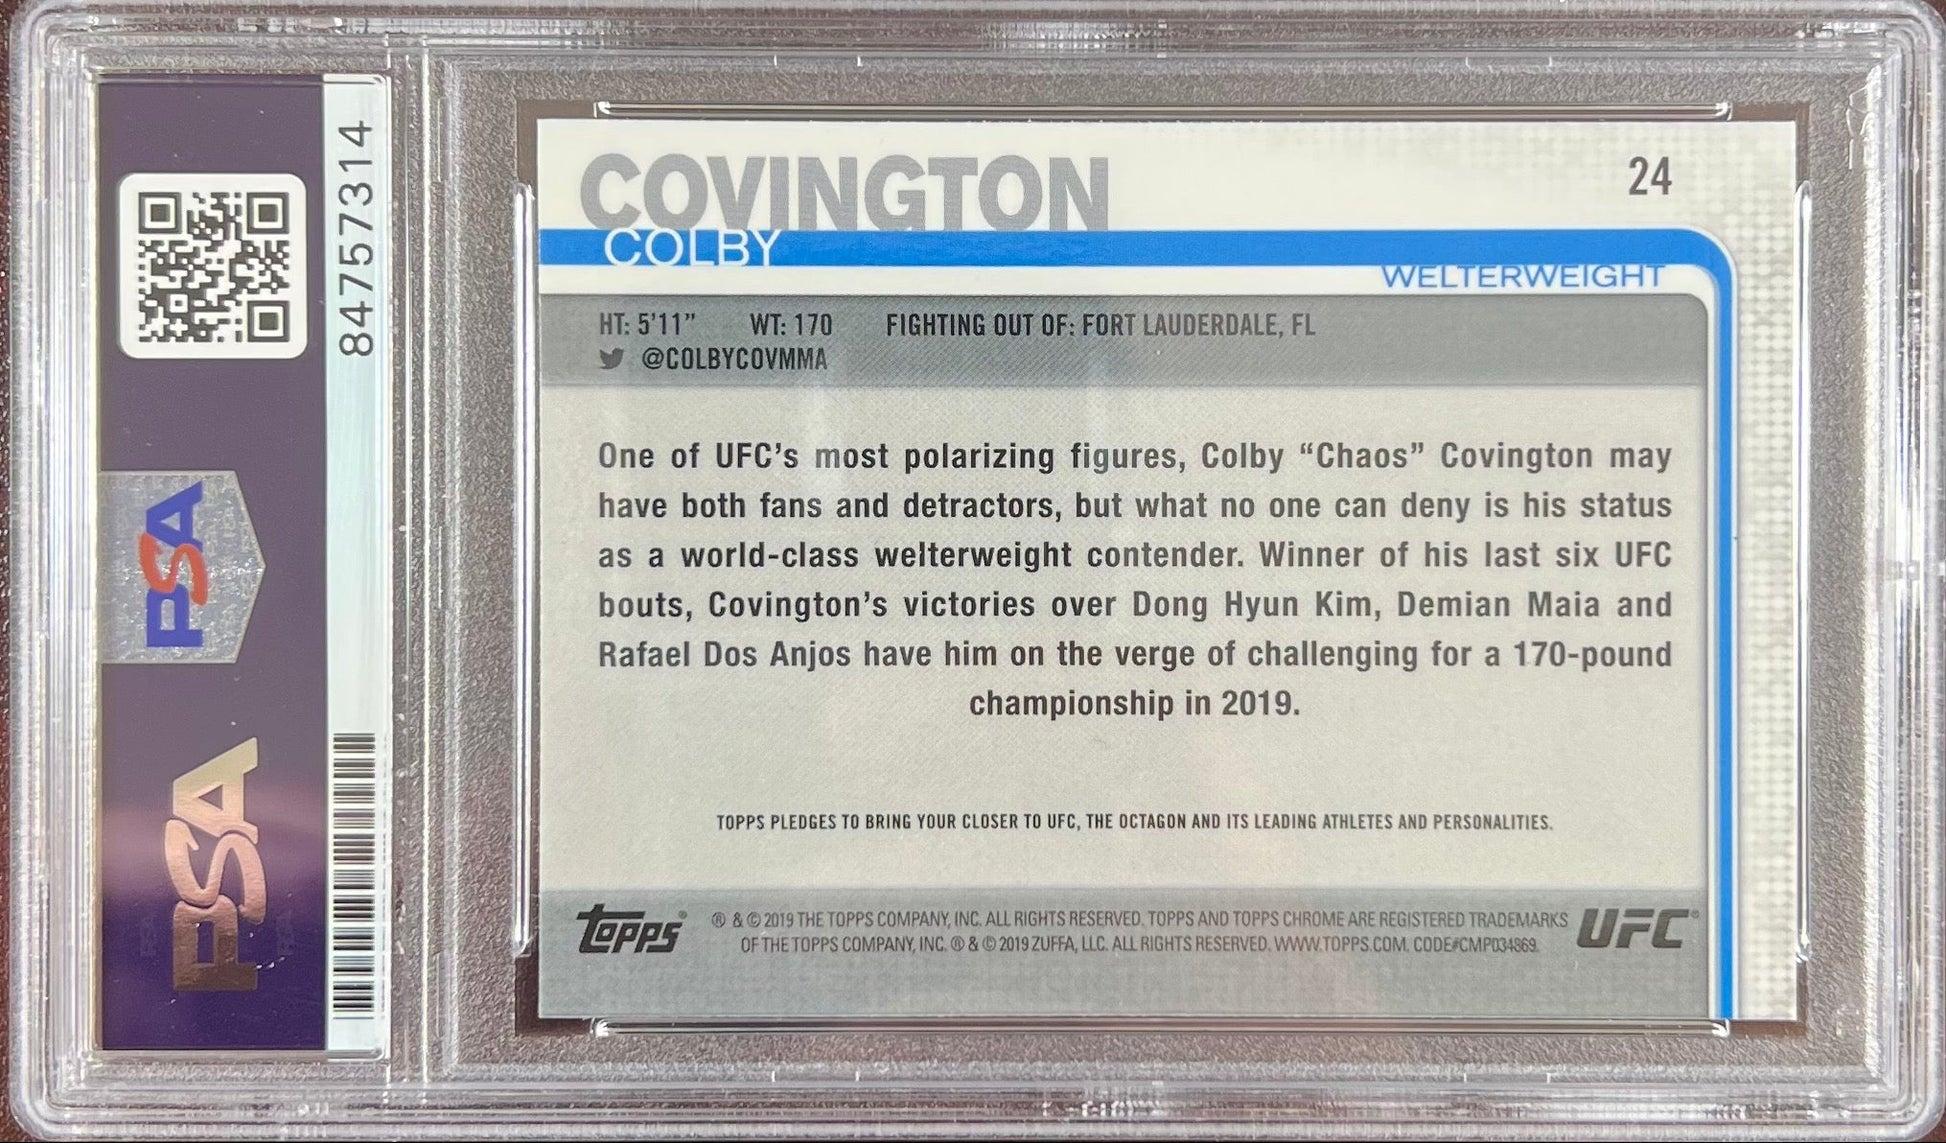 84757314
PSA
PSA
COVINGTON
24
COLBY
WELTERWEIGHT
HT: 5'11” WT: 170 FIGHTING OUT OF: FORT LAUDERDALE, FL
@COLBYCOVMMA
One of UFC’s most polarizing figures, Colby “Chaos” Covington may
have both fans and detractors, but what no one can deny is his status
as a world-class welterweight contender. Winner of his last six UFC
bouts, Covington’s victories over Dong Hyun Kim, Demian Maia and
Rafael Dos Anjos have him on the verge of challenging for a 170-pound
championship in 2019.
TOPPS PLEDGES TO BRING YOUR CLOSER TO UFC, THE OCTAGON AND ITS LEADING ATHLETES AND PERSONALITIES.
Topps® ® & © 2019 THE TOPPS COMPANY, INC. ALL RIGHTS RESERVED. TOPPS AND TOPPS CHROME ARE REGISTERED TRADEMARKS UFC®
OF THE TOPPS COMPANY, INC. ® & © 2019 ZUFFA, LLC. ALL RIGHTS RESERVED. WWW.TOPPS.COM. CODE#CMP034869.